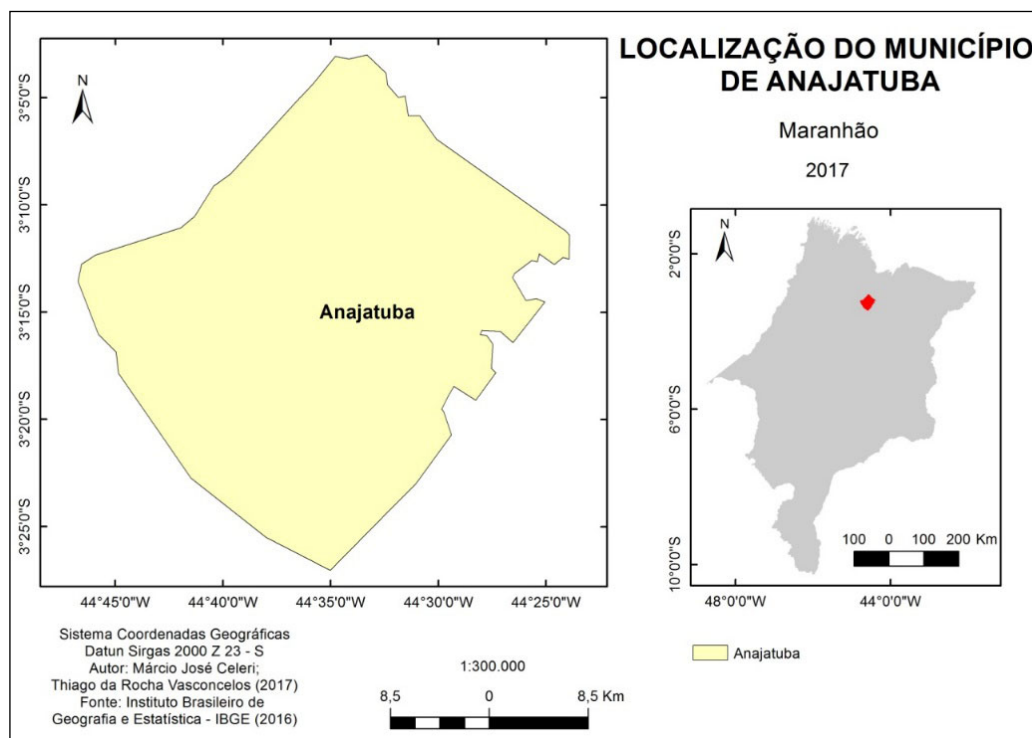 LOCALIZAÇÃO DO MUNICÍPIO
DE ANAJATUBA
Maranhão
2017
N
3°5'0"S
3°10'0"S
3°15'0"S
3°20'0"S
3°25'0"S
Anajatuba
44°45'0"W
44°40'0"W
44°35'0"W
44°30'0"W
44°25'0"W
N
2°0'0"S
6°0'0"S
10°0'0"S
100 0 100 200 Km
48°0'0"W
44°0'0"W
Anajatuba
Sistema Coordenadas Geográficas
Datun Sirgas 2000 Z 23 - S
Autor: Márcio José Celeri;
Thiago da Rocha Vasconcelos (2017)
Fonte: Instituto Brasileiro de
Geografia e Estatística - IBGE (2016)
1:300.000
8,5 0 8,5 Km